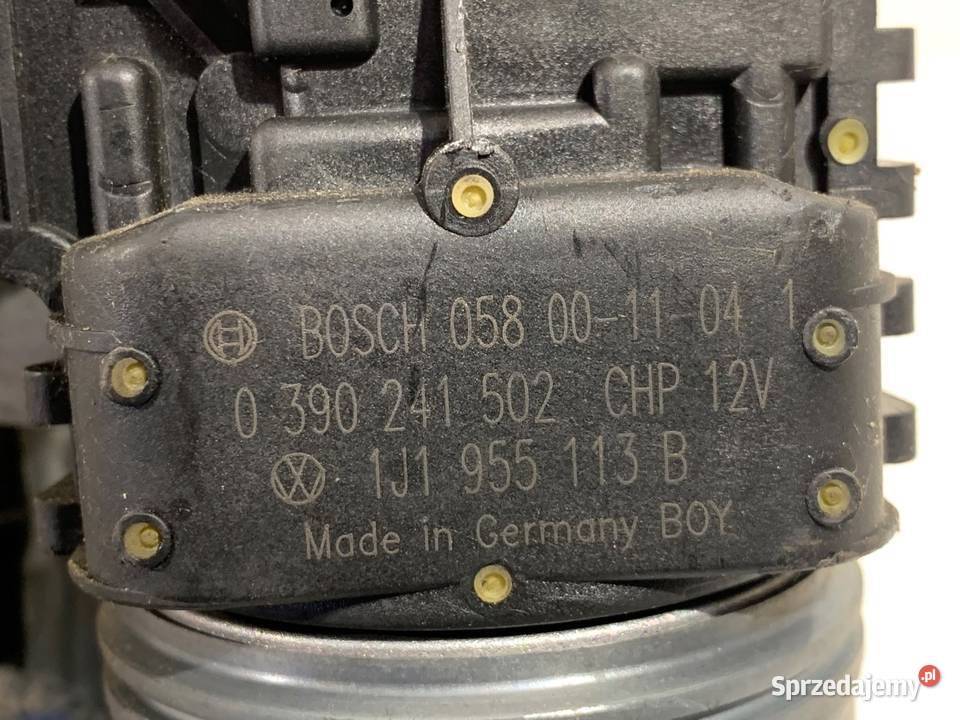 BOSCH 058 00-11-04 1
0 390 241 502 CHP 12V
1J1 955 113 B
Made in Germany BOY
Sprzedajemy.pl